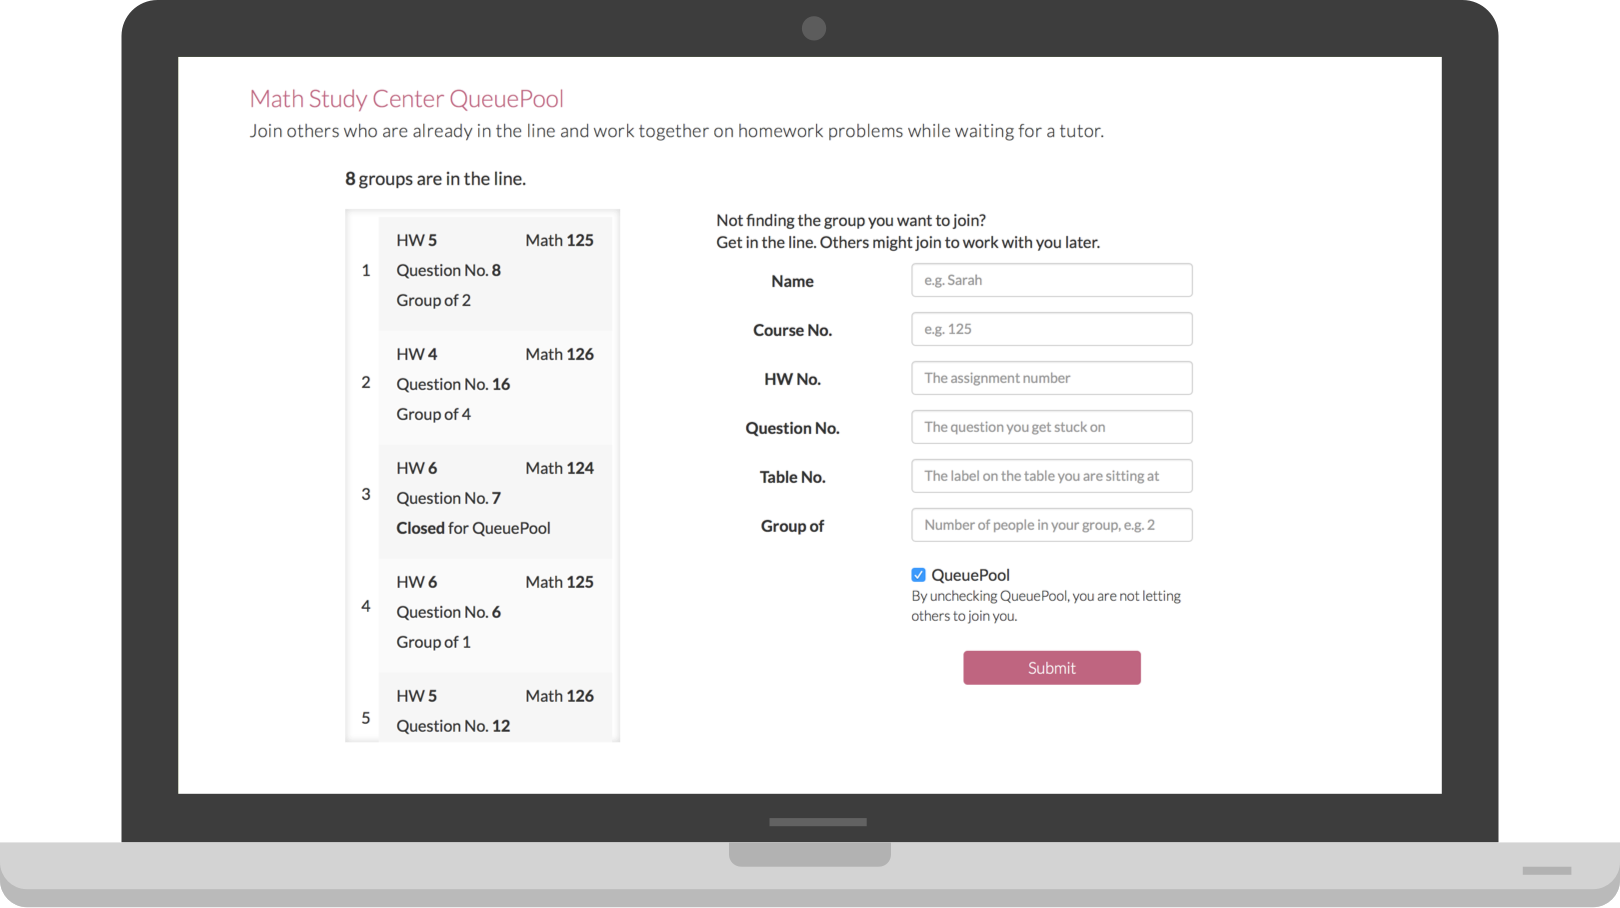 Math Study Center QueuePool
Join others who are already in the line and work together on homework problems while waiting for a tutor.
8 groups are in the line.
1
HW 5 Math 125
Question No. 8
Group of 2
2
HW 4 Math 126
Question No. 16
Group of 4
3
HW 6 Math 124
Question No. 7
Closed for QueuePool
4
HW 6 Math 125
Question No. 6
Group of 1
5
HW 5 Math 126
Question No. 12
Not finding the group you want to join?
Get in the line. Others might join to work with you later.
Name e.g. Sarah
Course No. e.g. 125
HW No. The assignment number
Question No. The question you get stuck on
Table No. The label on the table you are sitting at
Group of Number of people in your group, e.g. 2
QueuePool
By unchecking QueuePool, you are not letting
others to join you.
Submit